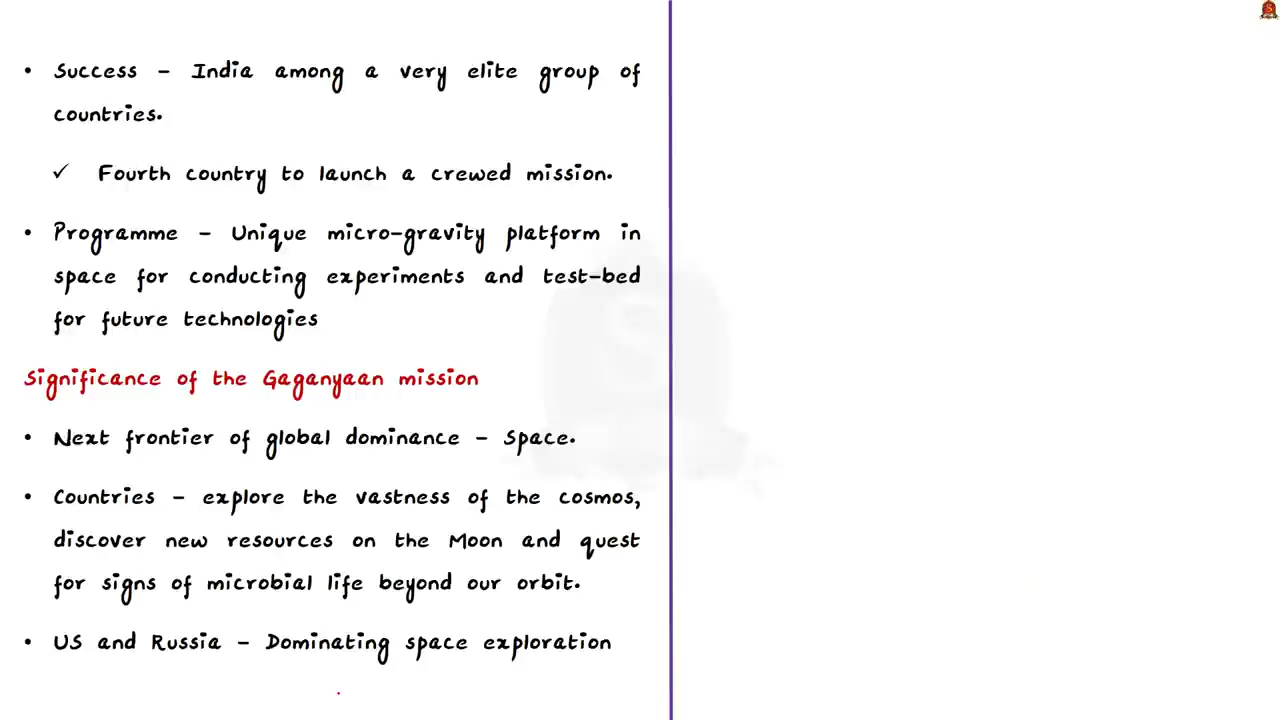 • Success – India among a very elite group of
countries.
✓ Fourth country to launch a crewed mission.
• Programme – Unique micro-gravity platform in
space for conducting experiments and test-bed
for future technologies
Significance of the Gaganyaan mission
• Next frontier of global dominance – Space.
• Countries – explore the vastness of the cosmos,
discover new resources on the Moon and quest
for signs of microbial life beyond our orbit.
• US and Russia – Dominating space exploration